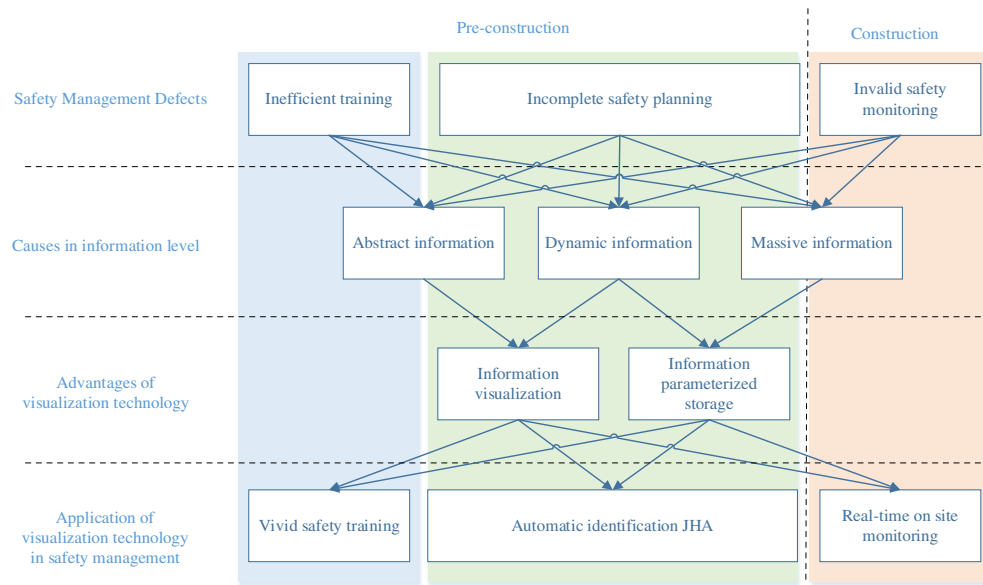 Pre-construction
Construction
Safety Management Defects
Inefficient training
Incomplete safety planning
Invalid safety
monitoring
Causes in information level
Abstract information
Dynamic information
Massive information
Advantages of
visualization technology
Information
visualization
Information
parameterized
storage
Application of
visualization technology
in safety management
Vivid safety training
Automatic identification JHA
Real-time on site
monitoring